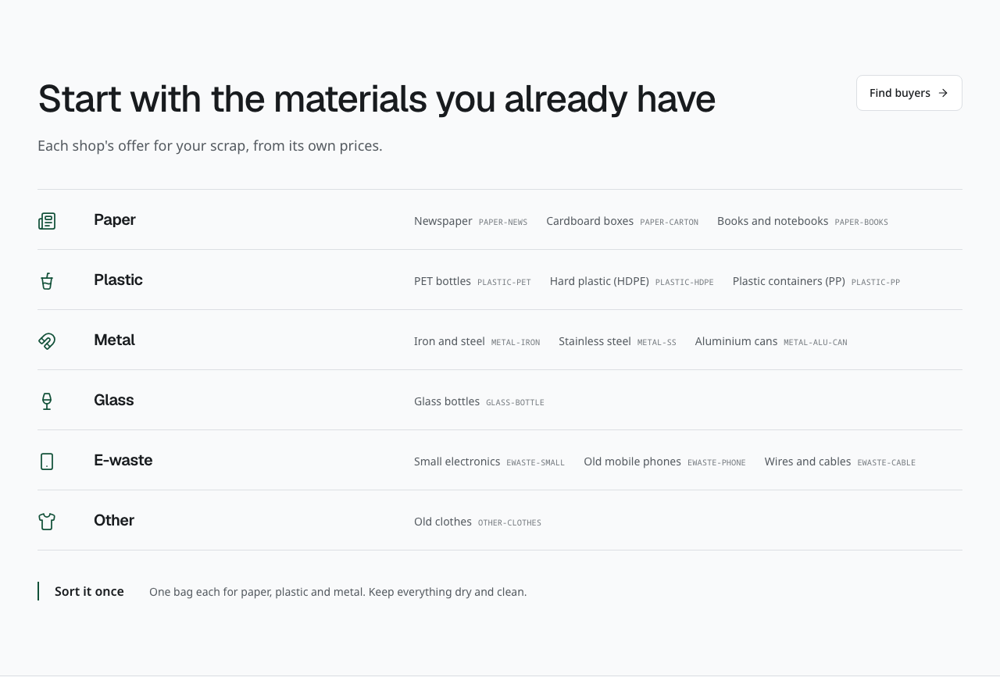 Start with the materials you already have
Find buyers
Each shop's offer for your scrap, from its own prices.
Paper
Newspaper PAPER-NEWS Cardboard boxes PAPER-CARTON Books and notebooks PAPER-BOOKS
Plastic
PET bottles PLASTIC-PET Hard plastic (HDPE) PLASTIC-HDPE Plastic containers (PP) PLASTIC-PP
Metal
Iron and steel METAL-IRON Stainless steel METAL-SS Aluminium cans METAL-ALU-CAN
Glass
Glass bottles GLASS-BOTTLE
E-waste
Small electronics EWASTE-SMALL Old mobile phones EWASTE-PHONE Wires and cables EWASTE-CABLE
Other
Old clothes OTHER-CLOTHES
Sort it once
One bag each for paper, plastic and metal. Keep everything dry and clean.